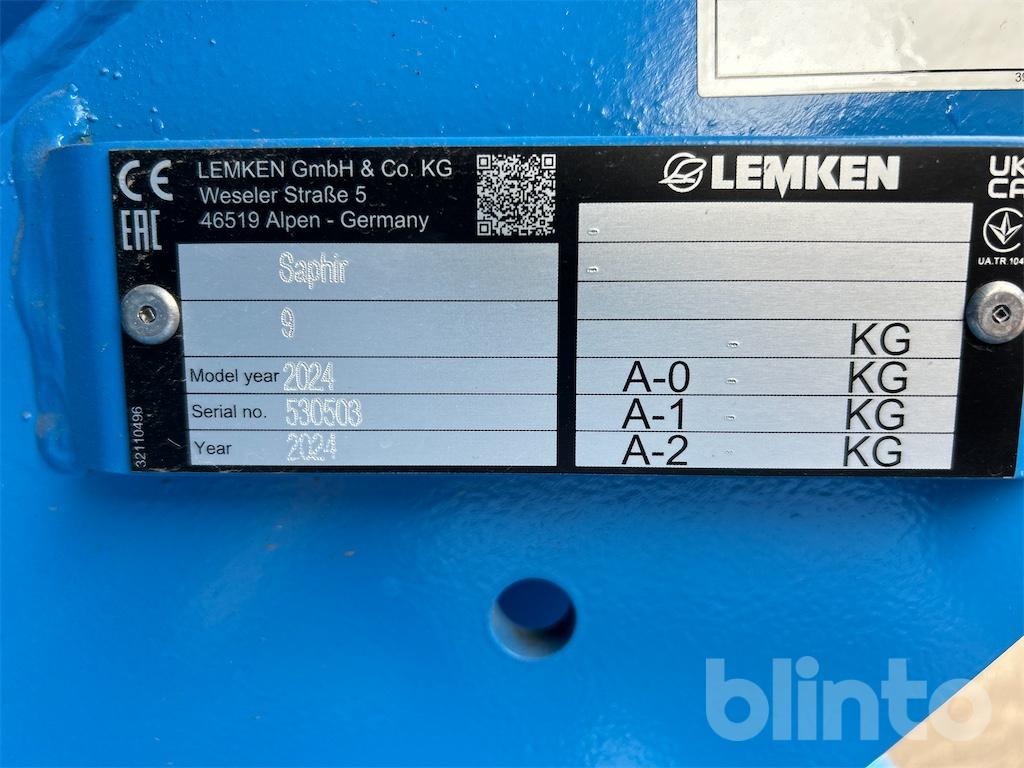 CE
EAC
LEMKEN GmbH & Co. KG
Weseler Straße 5
46519 Alpen - Germany
Saphir
9
Model year 2024
Serial no. 530503
Year 2024
32110496
LEMKEN
-
-
- KG
A-0 - KG
A-1 - KG
A-2 - KG
UK
CA
UA.TR 104
blinto